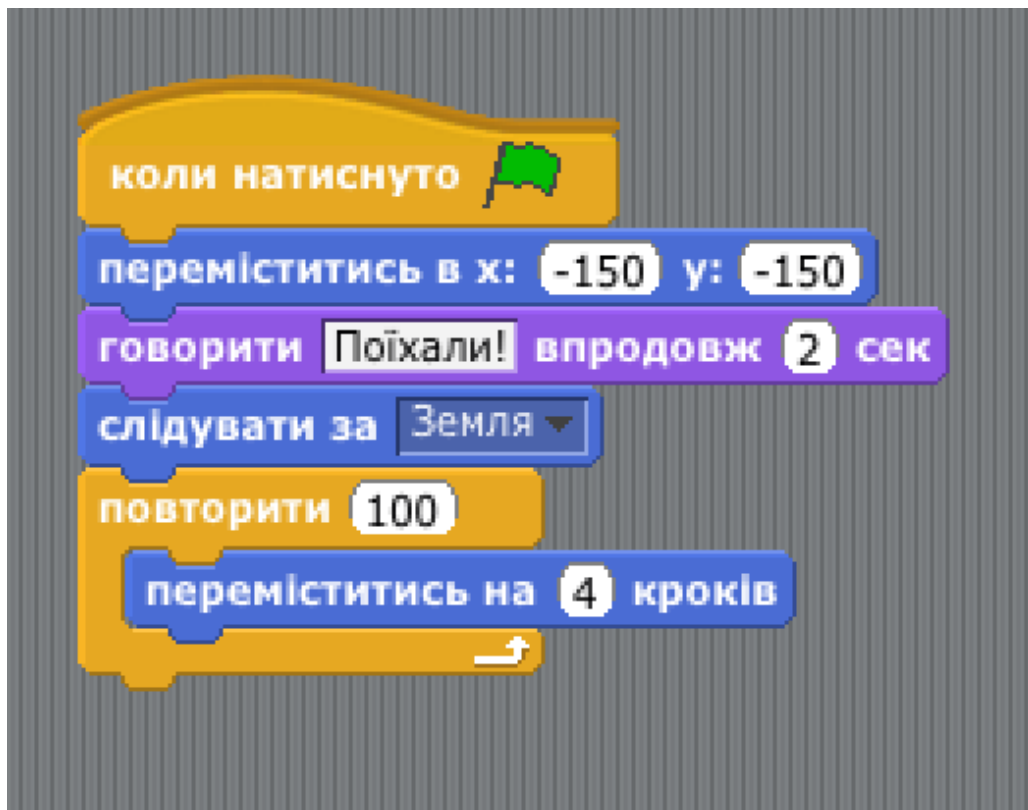 коли натиснуто
переміститись в x: -150 y: -150
говорити Поїхали! впродовж 2 сек
слідувати за Земля
повторити 100
переміститись на 4 кроків